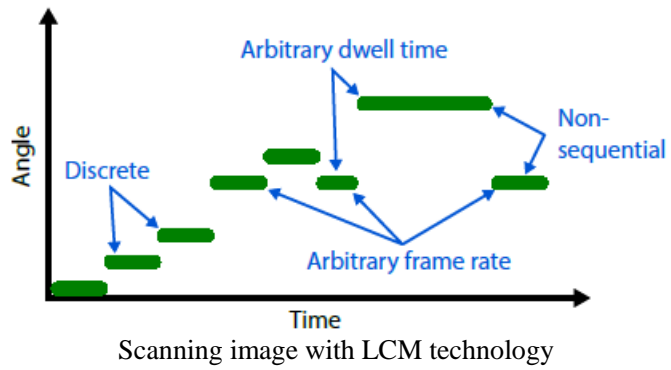 Arbitrary dwell time
Angle
Discrete
Non-
sequential
Arbitrary frame rate
Time
Scanning image with LCM technology